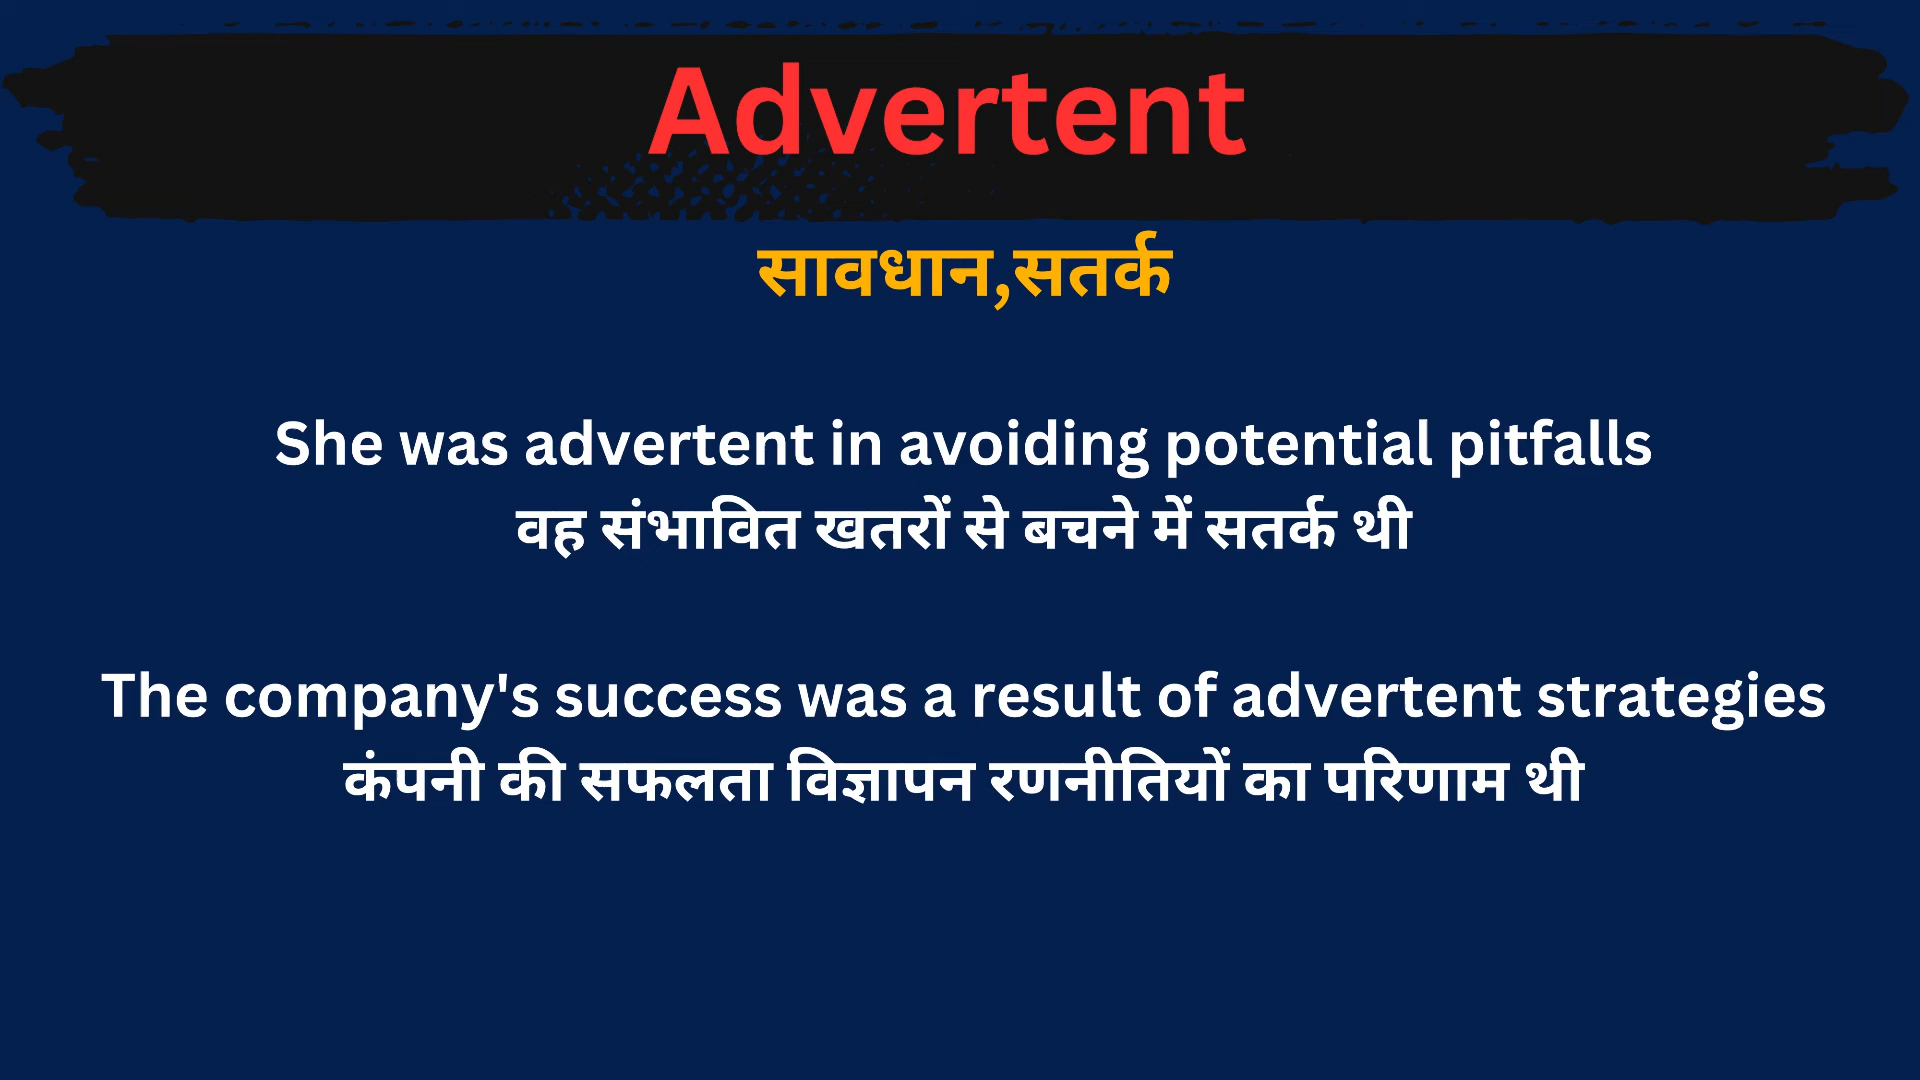 Advertent
सावधान,सतर्क
She was advertent in avoiding potential pitfalls
वह संभावित खतरों से बचने में सतर्क थी
The company's success was a result of advertent strategies
कंपनी की सफलता विज्ञापन रणनीतियों का परिणाम थी